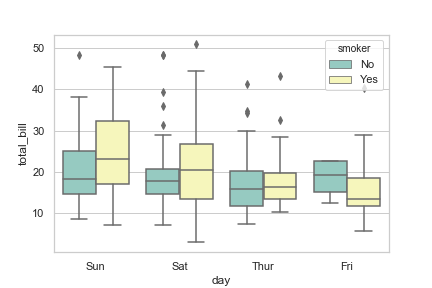 50
40
30
20
10
total_bill
smoker
No
Yes
Sun Sat Thur Fri
day